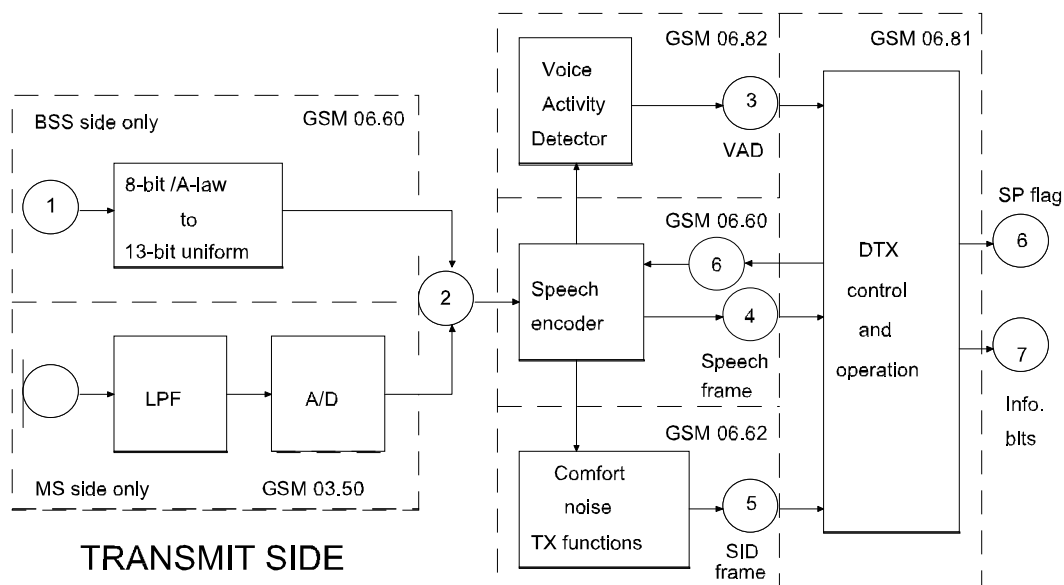 GSM 06.82
GSM 06.81
Voice
Activity
Detector
3
VAD
BSS side only
GSM 06.60
1
8-bit /A-law
to
13-bit uniform
2
GSM 06.60
Speech
encoder
6
4
Speech
frame
DTX
control
and
operation
SP flag
6
7
Info.
bIts
LPF
A/D
MS side only
GSM 03.50
GSM 06.62
Comfort
noise
TX functions
5
SID
frame
TRANSMIT SIDE